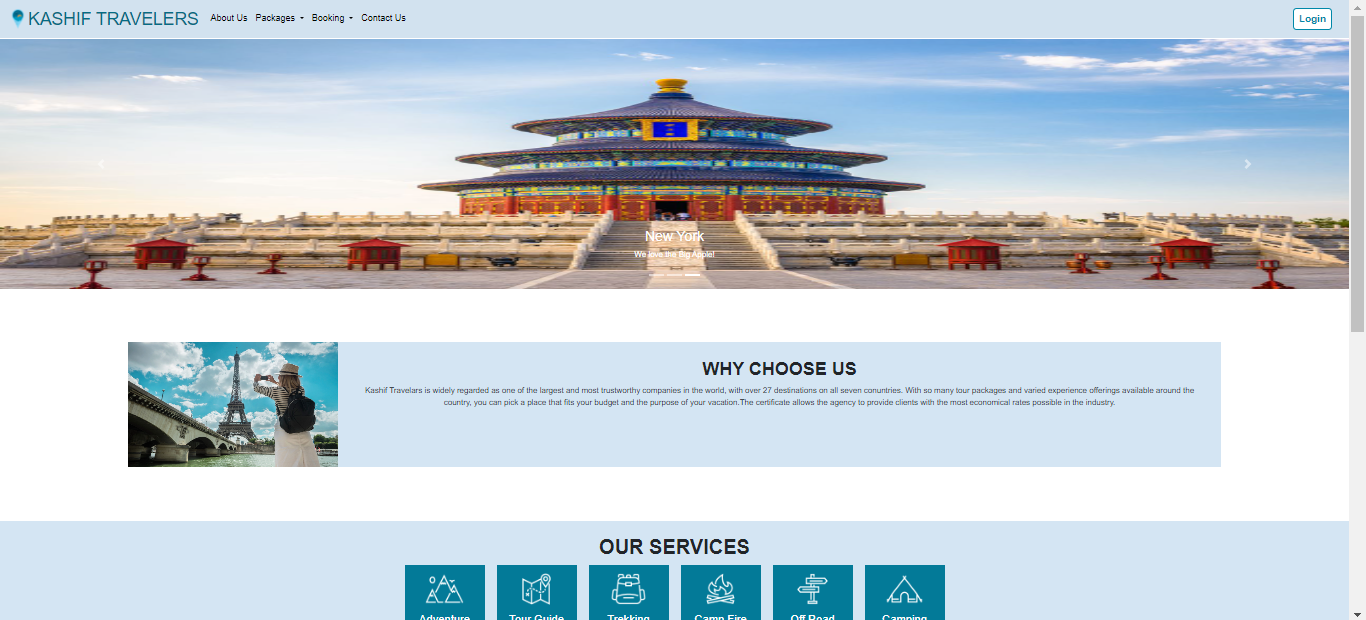 KASHIF TRAVELERS About Us Packages Booking Contact Us Login
New York
We love the Big Apple!
WHY CHOOSE US
Kashif Travelars is widely regarded as one of the largest and most trustworthy companies in the world, with over 27 destinations on all seven conuntries. With so many tour packages and varied experience offerings available around the
country, you can pick a place that fits your budget and the purpose of your vacation.The certificate allows the agency to provide clients with the most economical rates possible in the industry.
OUR SERVICES
Adventure Tour Guide Trekking Camp Fire Off Road Camping